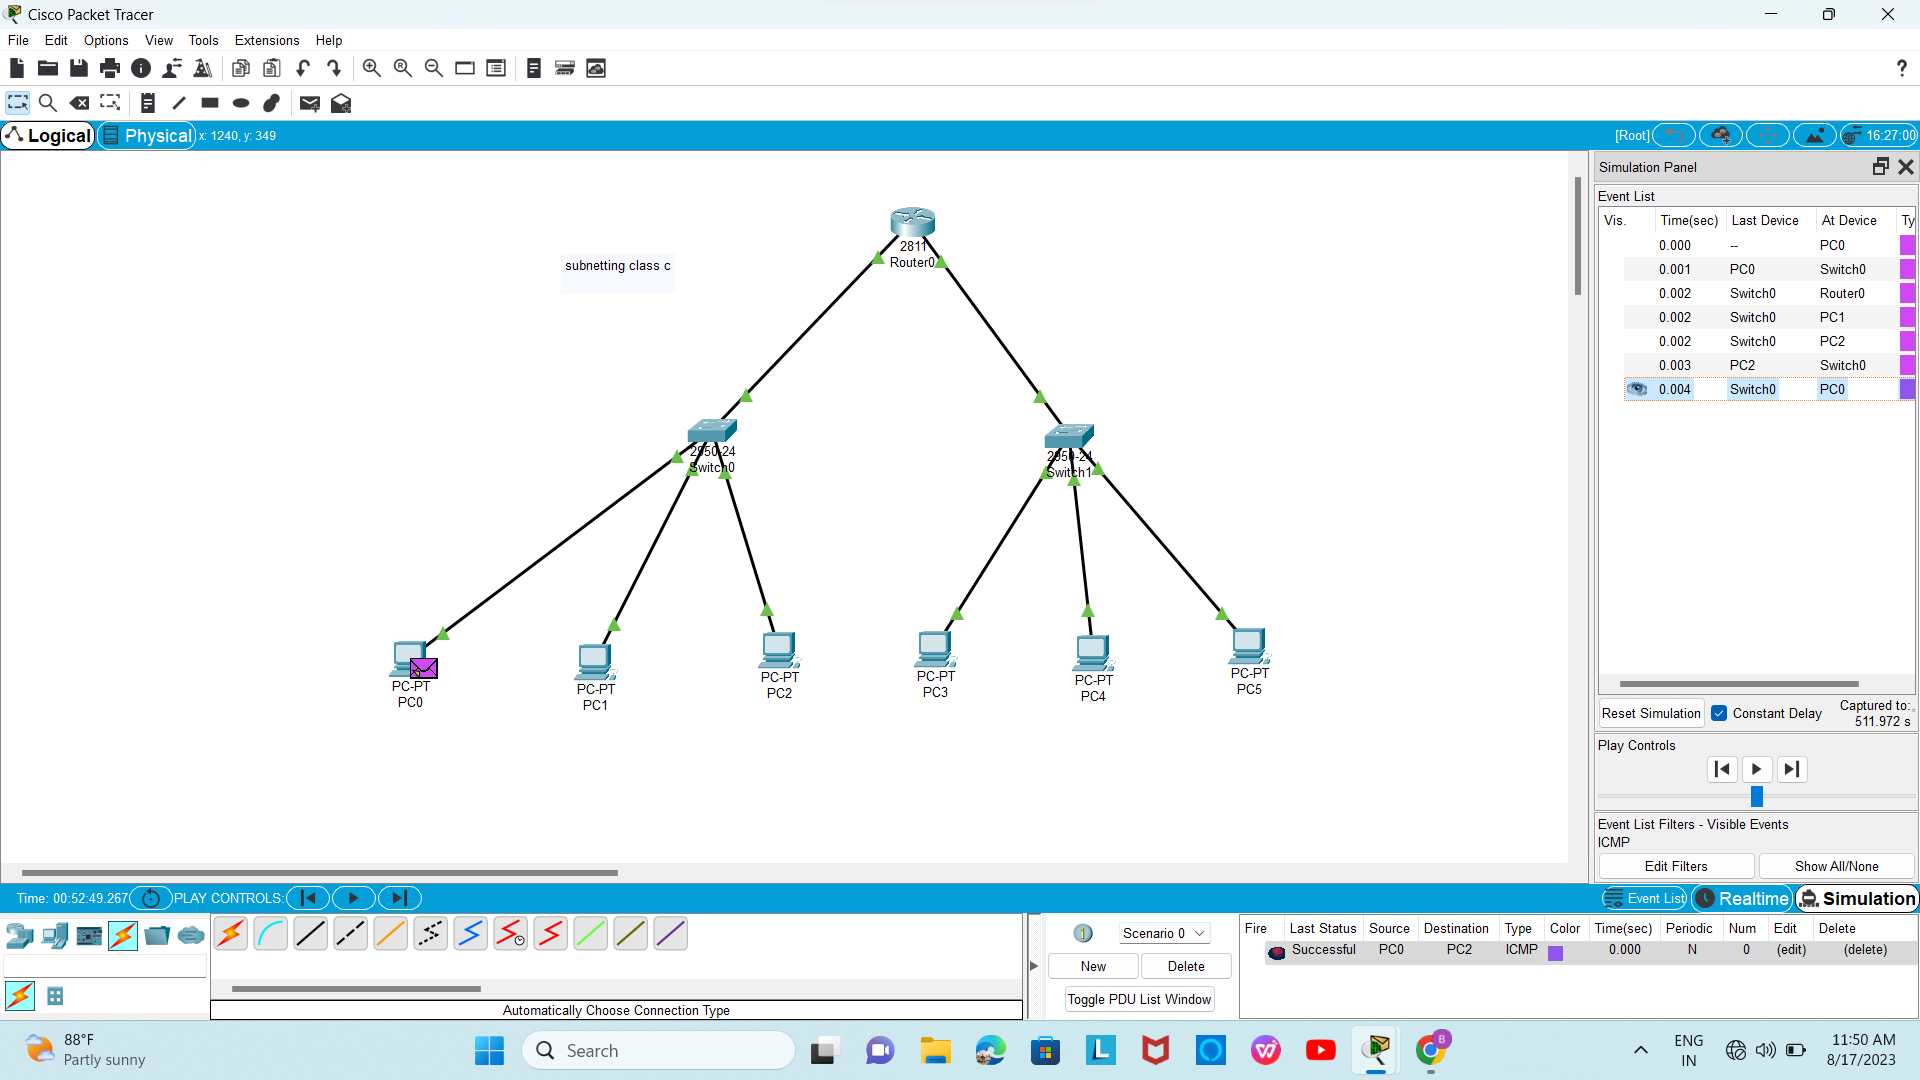 Cisco Packet Tracer
File Edit Options View Tools Extensions Help
Logical Physical x: 1240, y: 349 [Root] 16:27:00
subnetting class c
2811
Router0
2950-24
Switch0
2950-24
Switch1
PC-PT
PC0
PC-PT
PC1
PC-PT
PC2
PC-PT
PC3
PC-PT
PC4
PC-PT
PC5
Simulation Panel
Event List
Vis. Time(sec) Last Device At Device Ty
0.000 -- PC0
0.001 PC0 Switch0
0.002 Switch0 Router0
0.002 Switch0 PC1
0.002 Switch0 PC2
0.003 PC2 Switch0
0.004 Switch0 PC0
Reset Simulation Constant Delay Captured to:
511.972 s
Play Controls
Event List Filters - Visible Events
ICMP
Edit Filters Show All/None
Time: 00:52:49.267 PLAY CONTROLS: Event List Realtime Simulation
Automatically Choose Connection Type
Scenario 0
New Delete
Toggle PDU List Window
Fire Last Status Source Destination Type Color Time(sec) Periodic Num Edit Delete
Successful PC0 PC2 ICMP 0.000 N 0 (edit) (delete)
88°F
Partly sunny
Search
ENG
IN
11:50 AM
8/17/2023